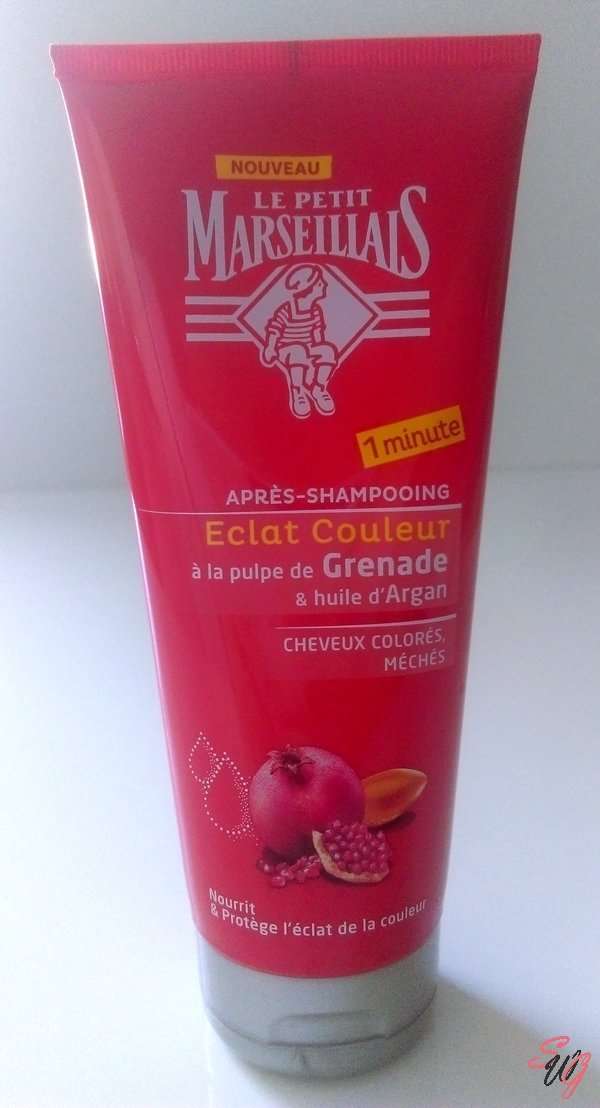 NOUVEAU
LE PETIT
MARSEILLAIS
1 minute
APRÈS-SHAMPOOING
Eclat Couleur
à la pulpe de Grenade
& huile d'Argan
CHEVEUX COLORÉS,
MÉCHÉS
Nourrit
& Protège l'éclat de la couleur